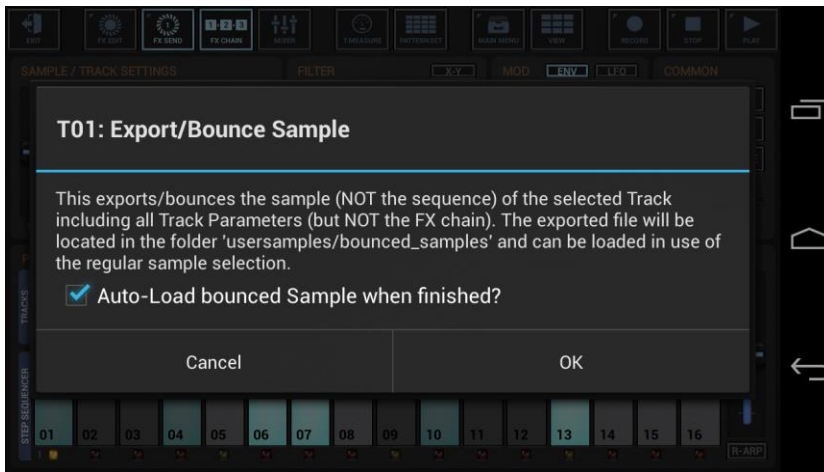 EXIT
FX EDIT
1
FX SEND
1-2-3
FX CHAIN
MIXER
T.MEASURE
PATTERN SET
MAIN MENU
VIEW
RECORD
STOP
PLAY
SAMPLE / TRACK SETTINGS
FILTER
X-Y
MOD
ENV
LFO
COMMON
T01: Export/Bounce Sample
This exports/bounces the sample (NOT the sequence) of the selected Track
including all Track Parameters (but NOT the FX chain). The exported file will be
located in the folder 'usersamples/bounced_samples' and can be loaded in use of
the regular sample selection.
Auto-Load bounced Sample when finished?
Cancel
OK
TRACKS
STEP SEQUENCER
01 02 03 04 05 06 07 08 09 10 11 12 13 14 15 16
R-ARP